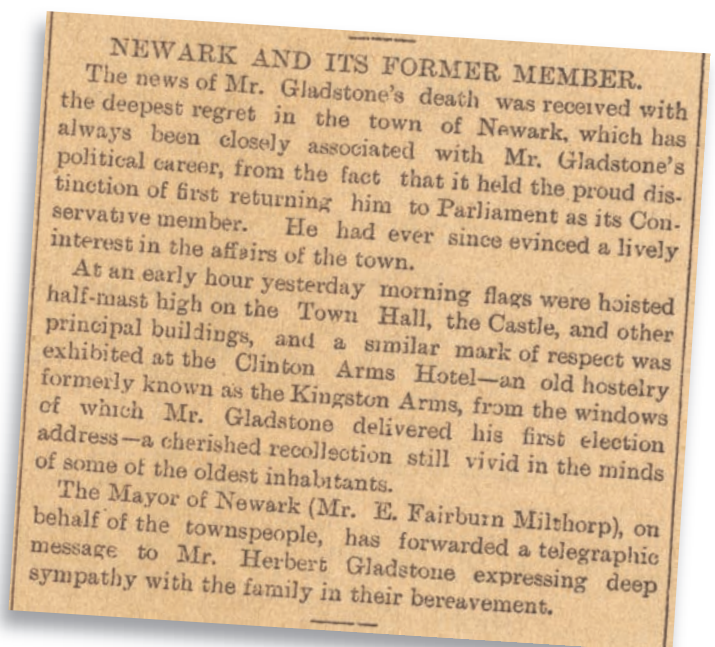 NEWARK AND ITS FORMER MEMBER.
The news of Mr. Gladstone's death was received with
the deepest regret in the town of Newark, which has
always been closely associated with Mr. Gladstone's
political career, from the fact that it held the proud dis-
tinction of first returning him to Parliament as its Con-
servative member. He had ever since evinced a lively
interest in the affairs of the town.
At an early hour yesterday morning flags were hoisted
half-mast high on the Town Hall, the Castle, and other
principal buildings, and a similar mark of respect was
exhibited at the Clinton Arms Hotel—an old hostelry
formerly known as the Kingston Arms, from the windows
of which Mr. Gladstone delivered his first election
address—a cherished recollection still vivid in the minds
of some of the oldest inhabitants.
The Mayor of Newark (Mr. E. Fairburn Milthorp), on
behalf of the townspeople, has forwarded a telegraphic
message to Mr. Herbert Gladstone expressing deep
sympathy with the family in their bereavement.